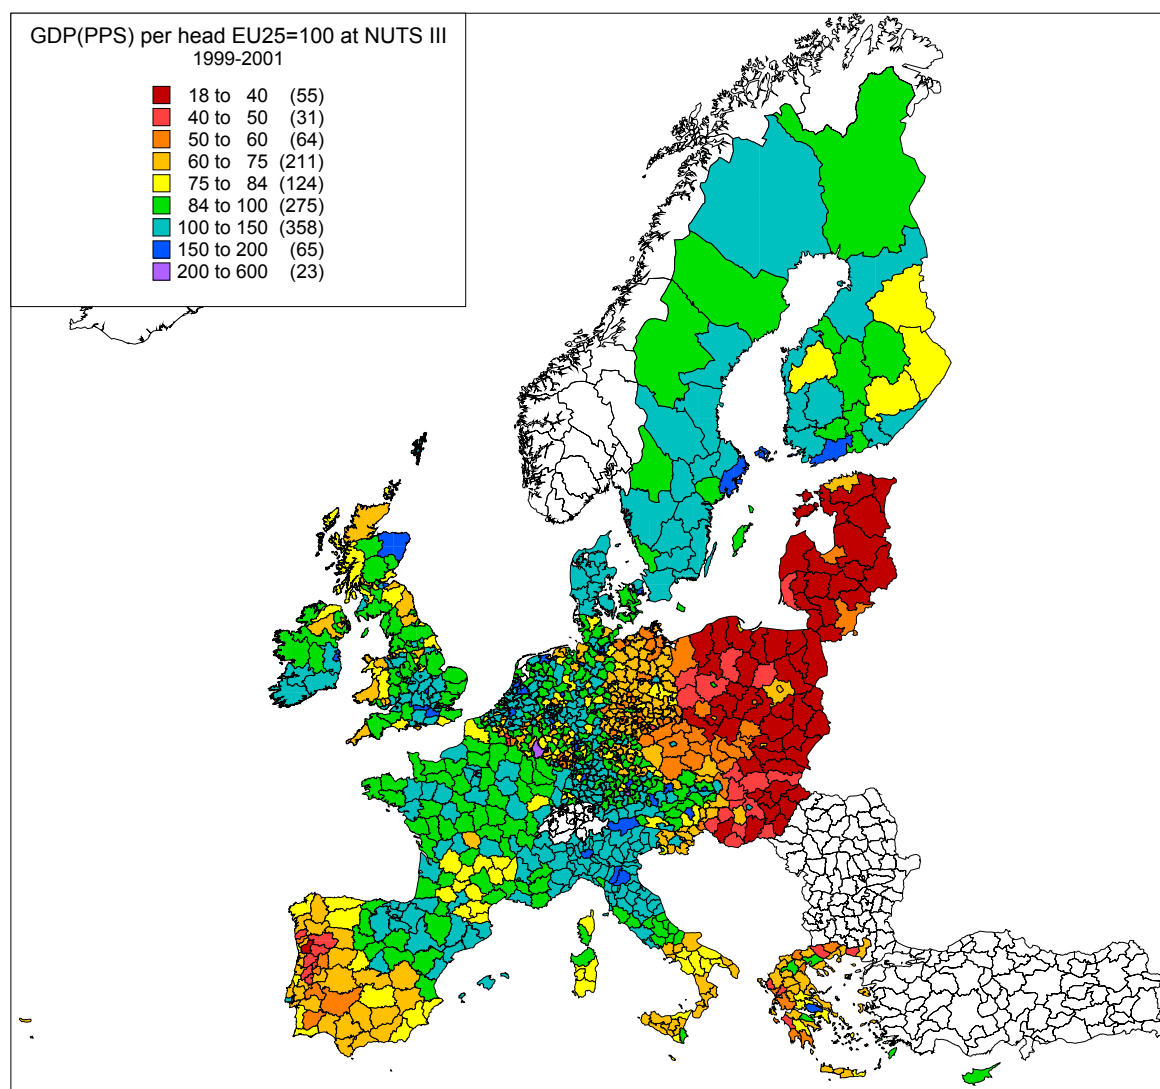 GDP(PPS) per head EU25=100 at NUTS III
1999-2001
18 to 40 (55)
40 to 50 (31)
50 to 60 (64)
60 to 75 (211)
75 to 84 (124)
84 to 100 (275)
100 to 150 (358)
150 to 200 (65)
200 to 600 (23)